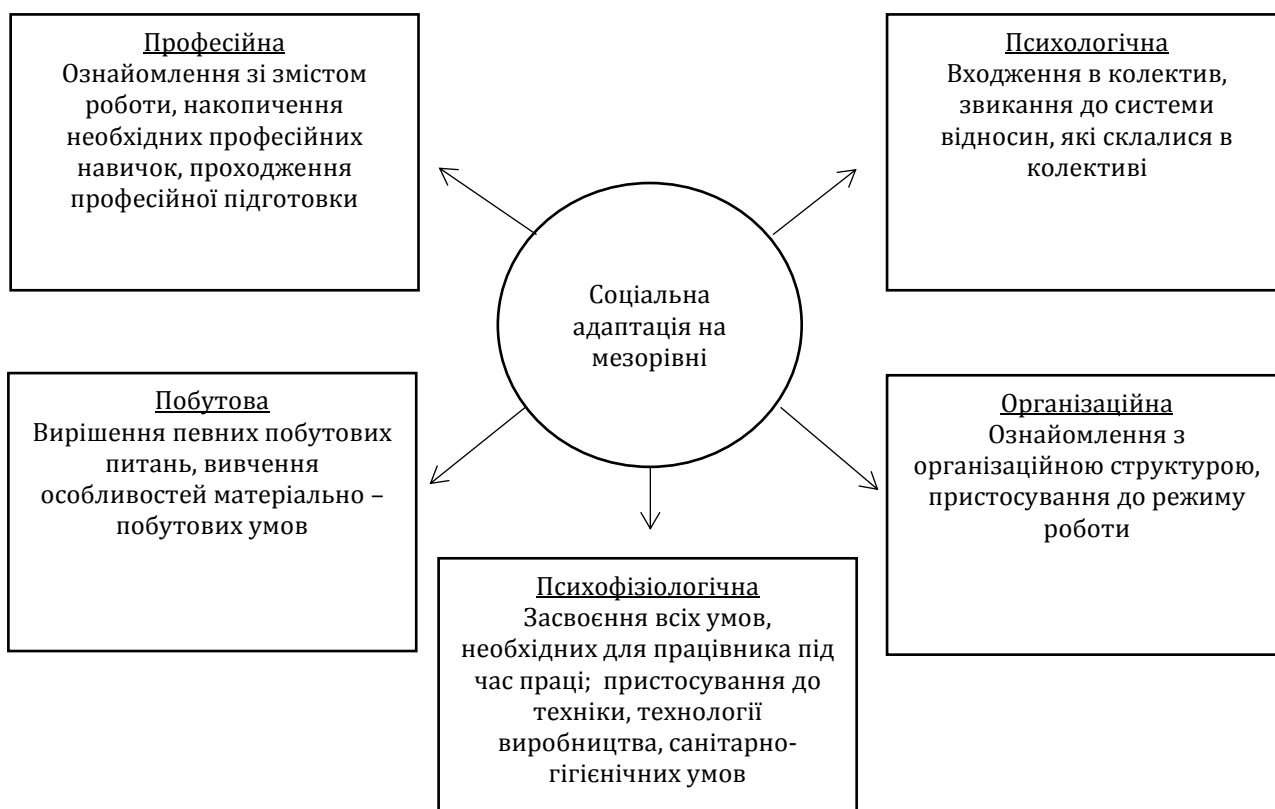 Професійна
Ознайомлення зі змістом
роботи, накопичення
необхідних професійних
навичок, проходження
професійної підготовки
Психологічна
Входження в колектив,
звикання до системи
відносин, які склалися в
колективі
Соціальна
адаптація на
мезорівні
Побутова
Вирішення певних побутових
питань, вивчення
особливостей матеріально –
побутових умов
Організаційна
Ознайомлення з
організаційною структурою,
пристосування до режиму
роботи
Психофізіологічна
Засвоєння всіх умов,
необхідних для працівника під
час праці; пристосування до
техніки, технології
виробництва, санітарно-
гігієнічних умов